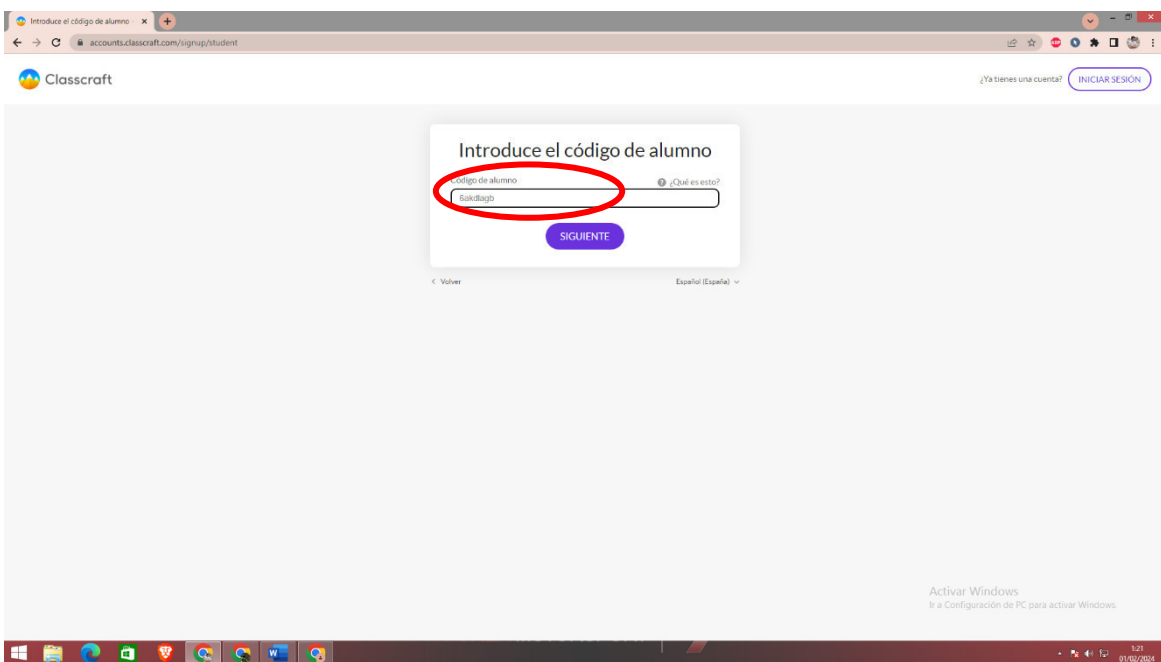 Introduce el código de alumno -
accounts.classcraft.com/signup/student
Classcraft
¿Ya tienes una cuenta?
INICIAR SESIÓN
Introduce el código de alumno
Código de alumno
¿Qué es esto?
6akdlagb
SIGUIENTE
Volver
Español (España)
Activar Windows
Ir a Configuración de PC para activar Windows.
1:21
01/02/2024